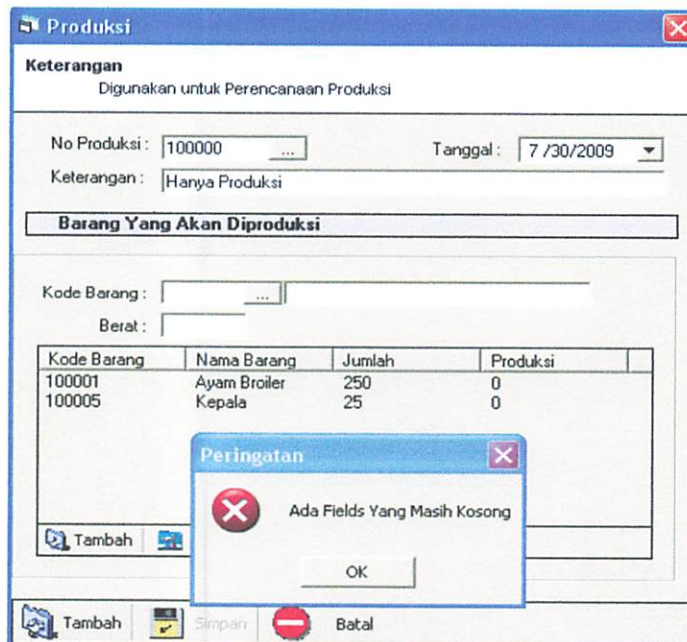 Produksi
Keterangan
Digunakan untuk Perencanaan Produksi
No Produksi : 100000 ... Tanggal : 7 /30/2009
Keterangan : Hanya Produksi
Barang Yang Akan Diproduksi
Kode Barang : ...
Berat :
Kode Barang Nama Barang Jumlah Produksi
100001 Ayam Broiler 250 0
100005 Kepala 25 0
Peringatan
Ada Fields Yang Masih Kosong
Tambah
OK
Tambah Simpan Batal